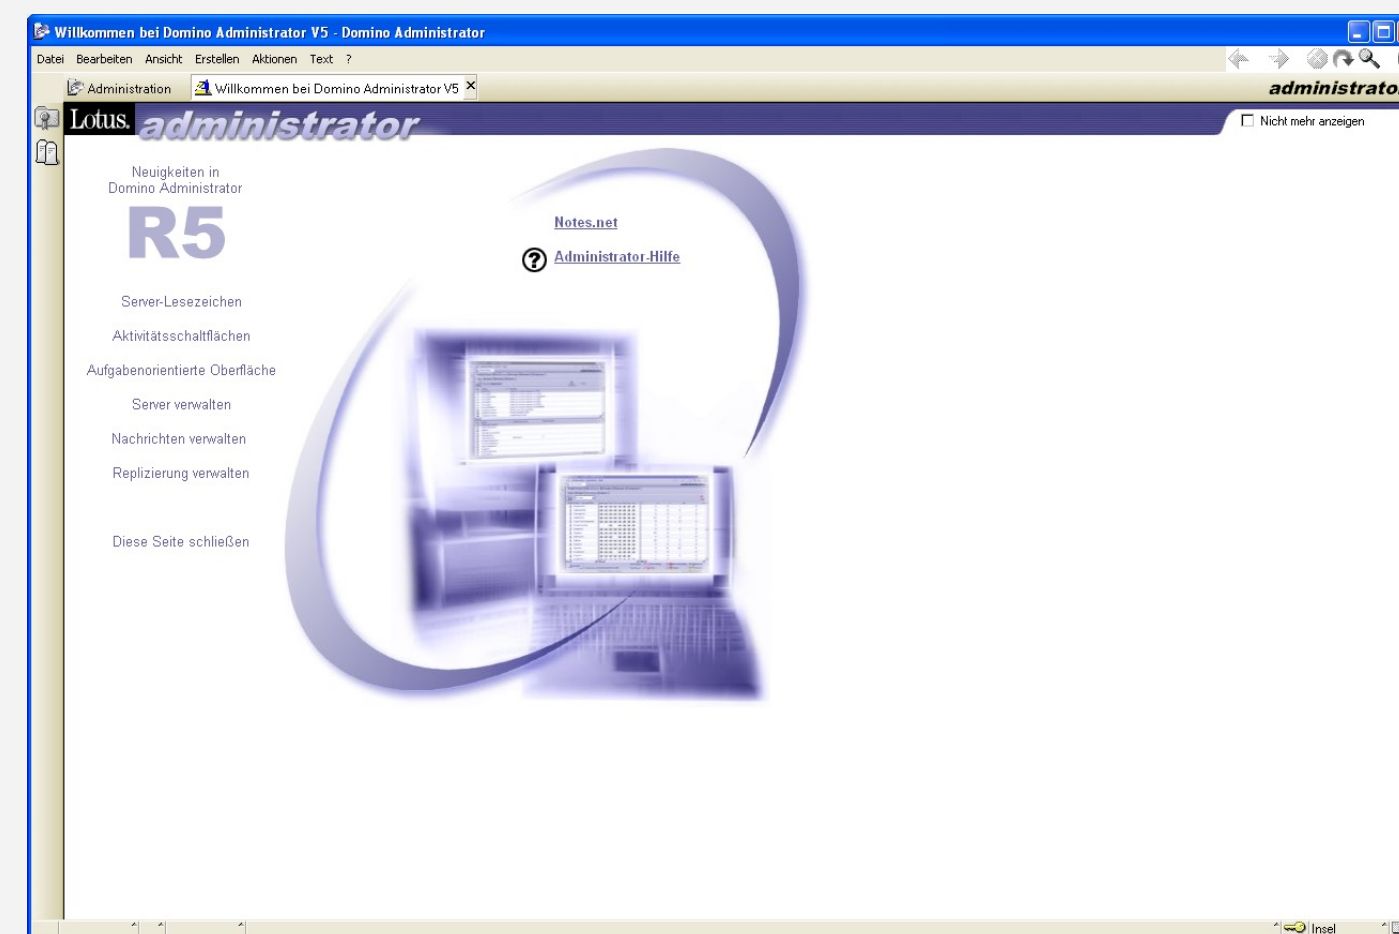 Willkommen bei Domino Administrator V5 - Domino Administrator
Datei Bearbeiten Ansicht Erstellen Aktionen Text ?
Administration Willkommen bei Domino Administrator V5
administrator
Lotus. administrator
Nicht mehr anzeigen
Neuigkeiten in
Domino Administrator
R5
Notes.net
Administrator-Hilfe
Server-Lesezeichen
Aktivitätsschaltflächen
Aufgabenorientierte Oberfläche
Server verwalten
Nachrichten verwalten
Replizierung verwalten
Diese Seite schließen
Insel